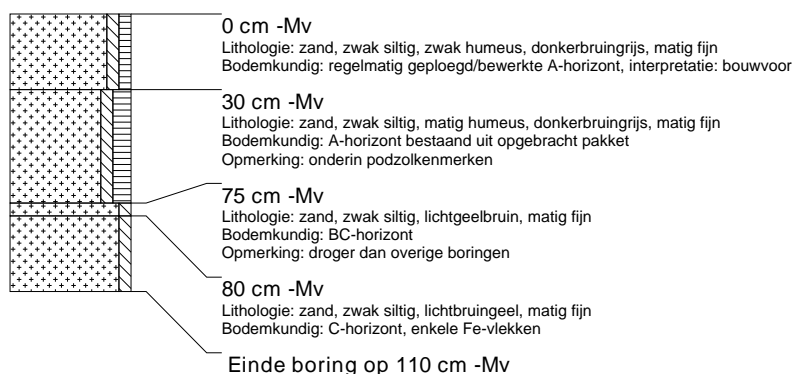 0 cm -Mv
Lithologie: zand, zwak siltig, zwak humeus, donkerbruingrijs, matig fijn
Bodemkundig: regelmatig geploegd/bewerkte A-horizont, interpretatie: bouwvoor
30 cm -Mv
Lithologie: zand, zwak siltig, matig humeus, donkerbruingrijs, matig fijn
Bodemkundig: A-horizont bestaand uit opgebracht pakket
Opmerking: onderin podzolkenmerken
75 cm -Mv
Lithologie: zand, zwak siltig, lichtgeelbruin, matig fijn
Bodemkundig: BC-horizont
Opmerking: droger dan overige boringen
80 cm -Mv
Lithologie: zand, zwak siltig, lichtbruingeel, matig fijn
Bodemkundig: C-horizont, enkele Fe-vlekken
Einde boring op 110 cm -Mv